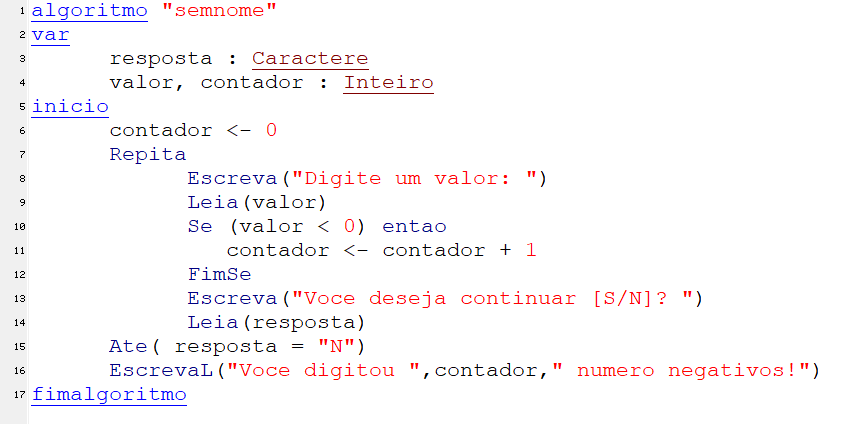 1 algoritmo "semnome"
2 var
3 resposta : Caractere
4 valor, contador : Inteiro
5 inicio
6 contador <- 0
7 Repita
8 Escreva("Digite um valor: ")
9 Leia(valor)
10 Se (valor < 0) entao
11 contador <- contador + 1
12 FimSe
13 Escreva("Voce deseja continuar [S/N]? ")
14 Leia(resposta)
15 Ate( resposta = "N")
16 EscrevaL("Voce digitou ",contador," numero negativos!")
17 fimalgoritmo